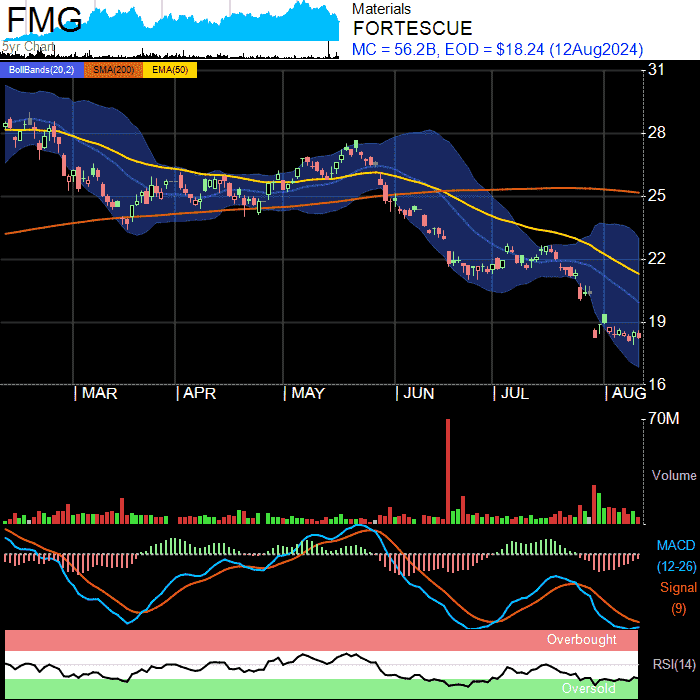 FMG
5yr Chart
Materials
FORTESCUE
MC = 56.2B, EOD = $18.24 (12Aug2024)
BollBands(20,2) SMA(200) EMA(50)
31
28
25
22
19
16
MAR APR MAY JUN JUL AUG
70M
Volume
MACD
(12-26)
Signal
(9)
Overbought
RSI(14)
Oversold